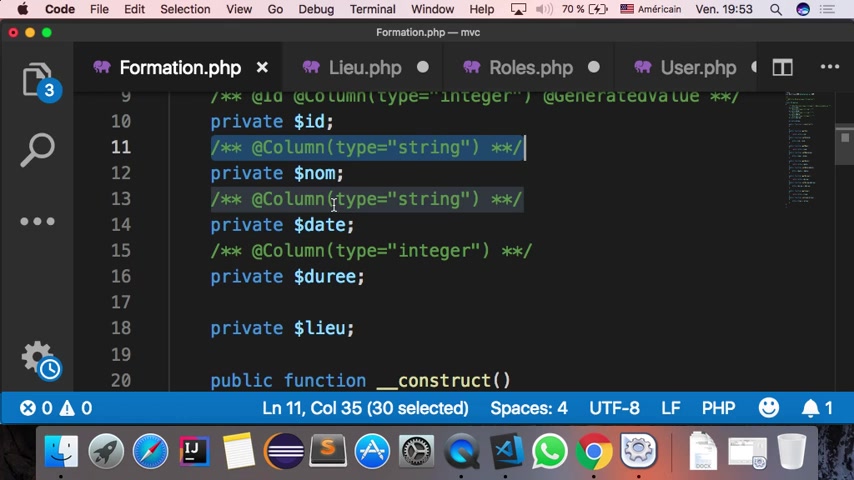 Code File Edit Selection View Go Debug Terminal Window Help 70 % Américain Ven. 19:53
Formation.php — mvc
3
Formation.php × Lieu.php Roles.php User.php
9 /** @Id @Column(type="integer") @GeneratedValue **/
10 private $id;
11 /** @Column(type="string") **/
12 private $nom;
13 /** @Column(type="string") **/
14 private $date;
15 /** @Column(type="integer") **/
16 private $duree;
17
18 private $lieu;
19
20 public function __construct()
0 0 Ln 11, Col 35 (30 selected) Spaces: 4 UTF-8 LF PHP 1
IJ S DOCX